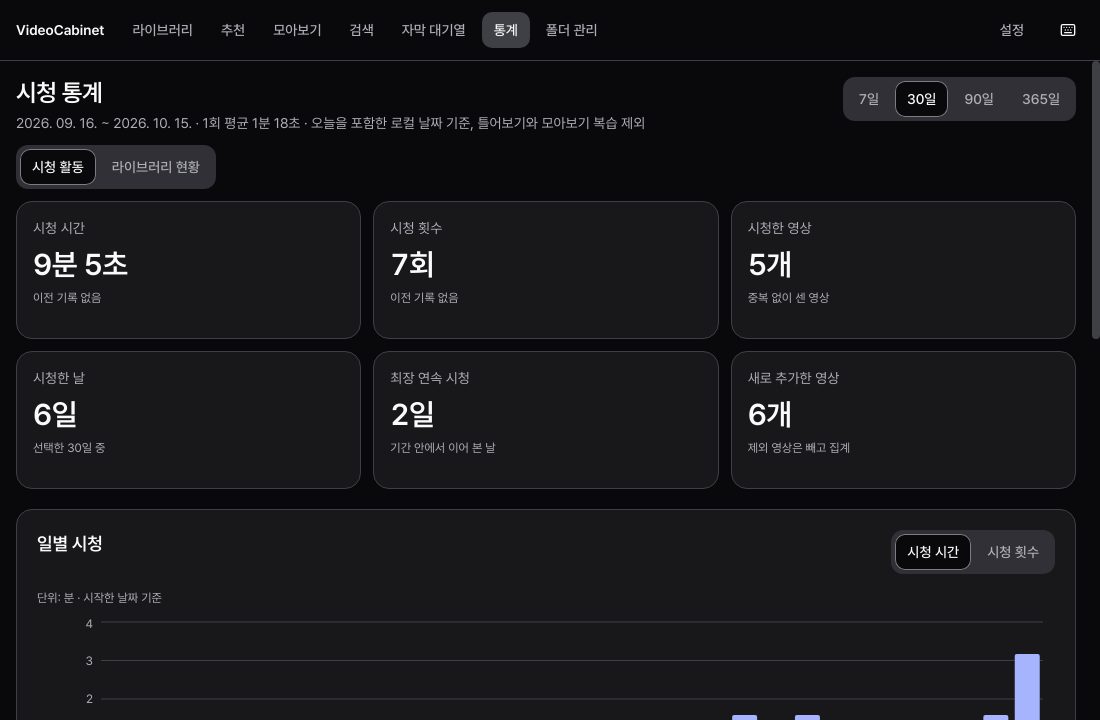 VideoCabinet 라이브러리 추천 모아보기 검색 자막 대기열 통계 폴더 관리 설정
시청 통계
7일 30일 90일 365일
2026. 09. 16. ~ 2026. 10. 15. · 1회 평균 1분 18초 · 오늘을 포함한 로컬 날짜 기준, 틀어보기와 모아보기 복습 제외
시청 활동 라이브러리 현황
시청 시간
9분 5초
이전 기록 없음
시청 횟수
7회
이전 기록 없음
시청한 영상
5개
중복 없이 센 영상
시청한 날
6일
선택한 30일 중
최장 연속 시청
2일
기간 안에서 이어 본 날
새로 추가한 영상
6개
제외 영상은 빼고 집계
일별 시청
시청 시간 시청 횟수
단위: 분 · 시작한 날짜 기준
4
3
2